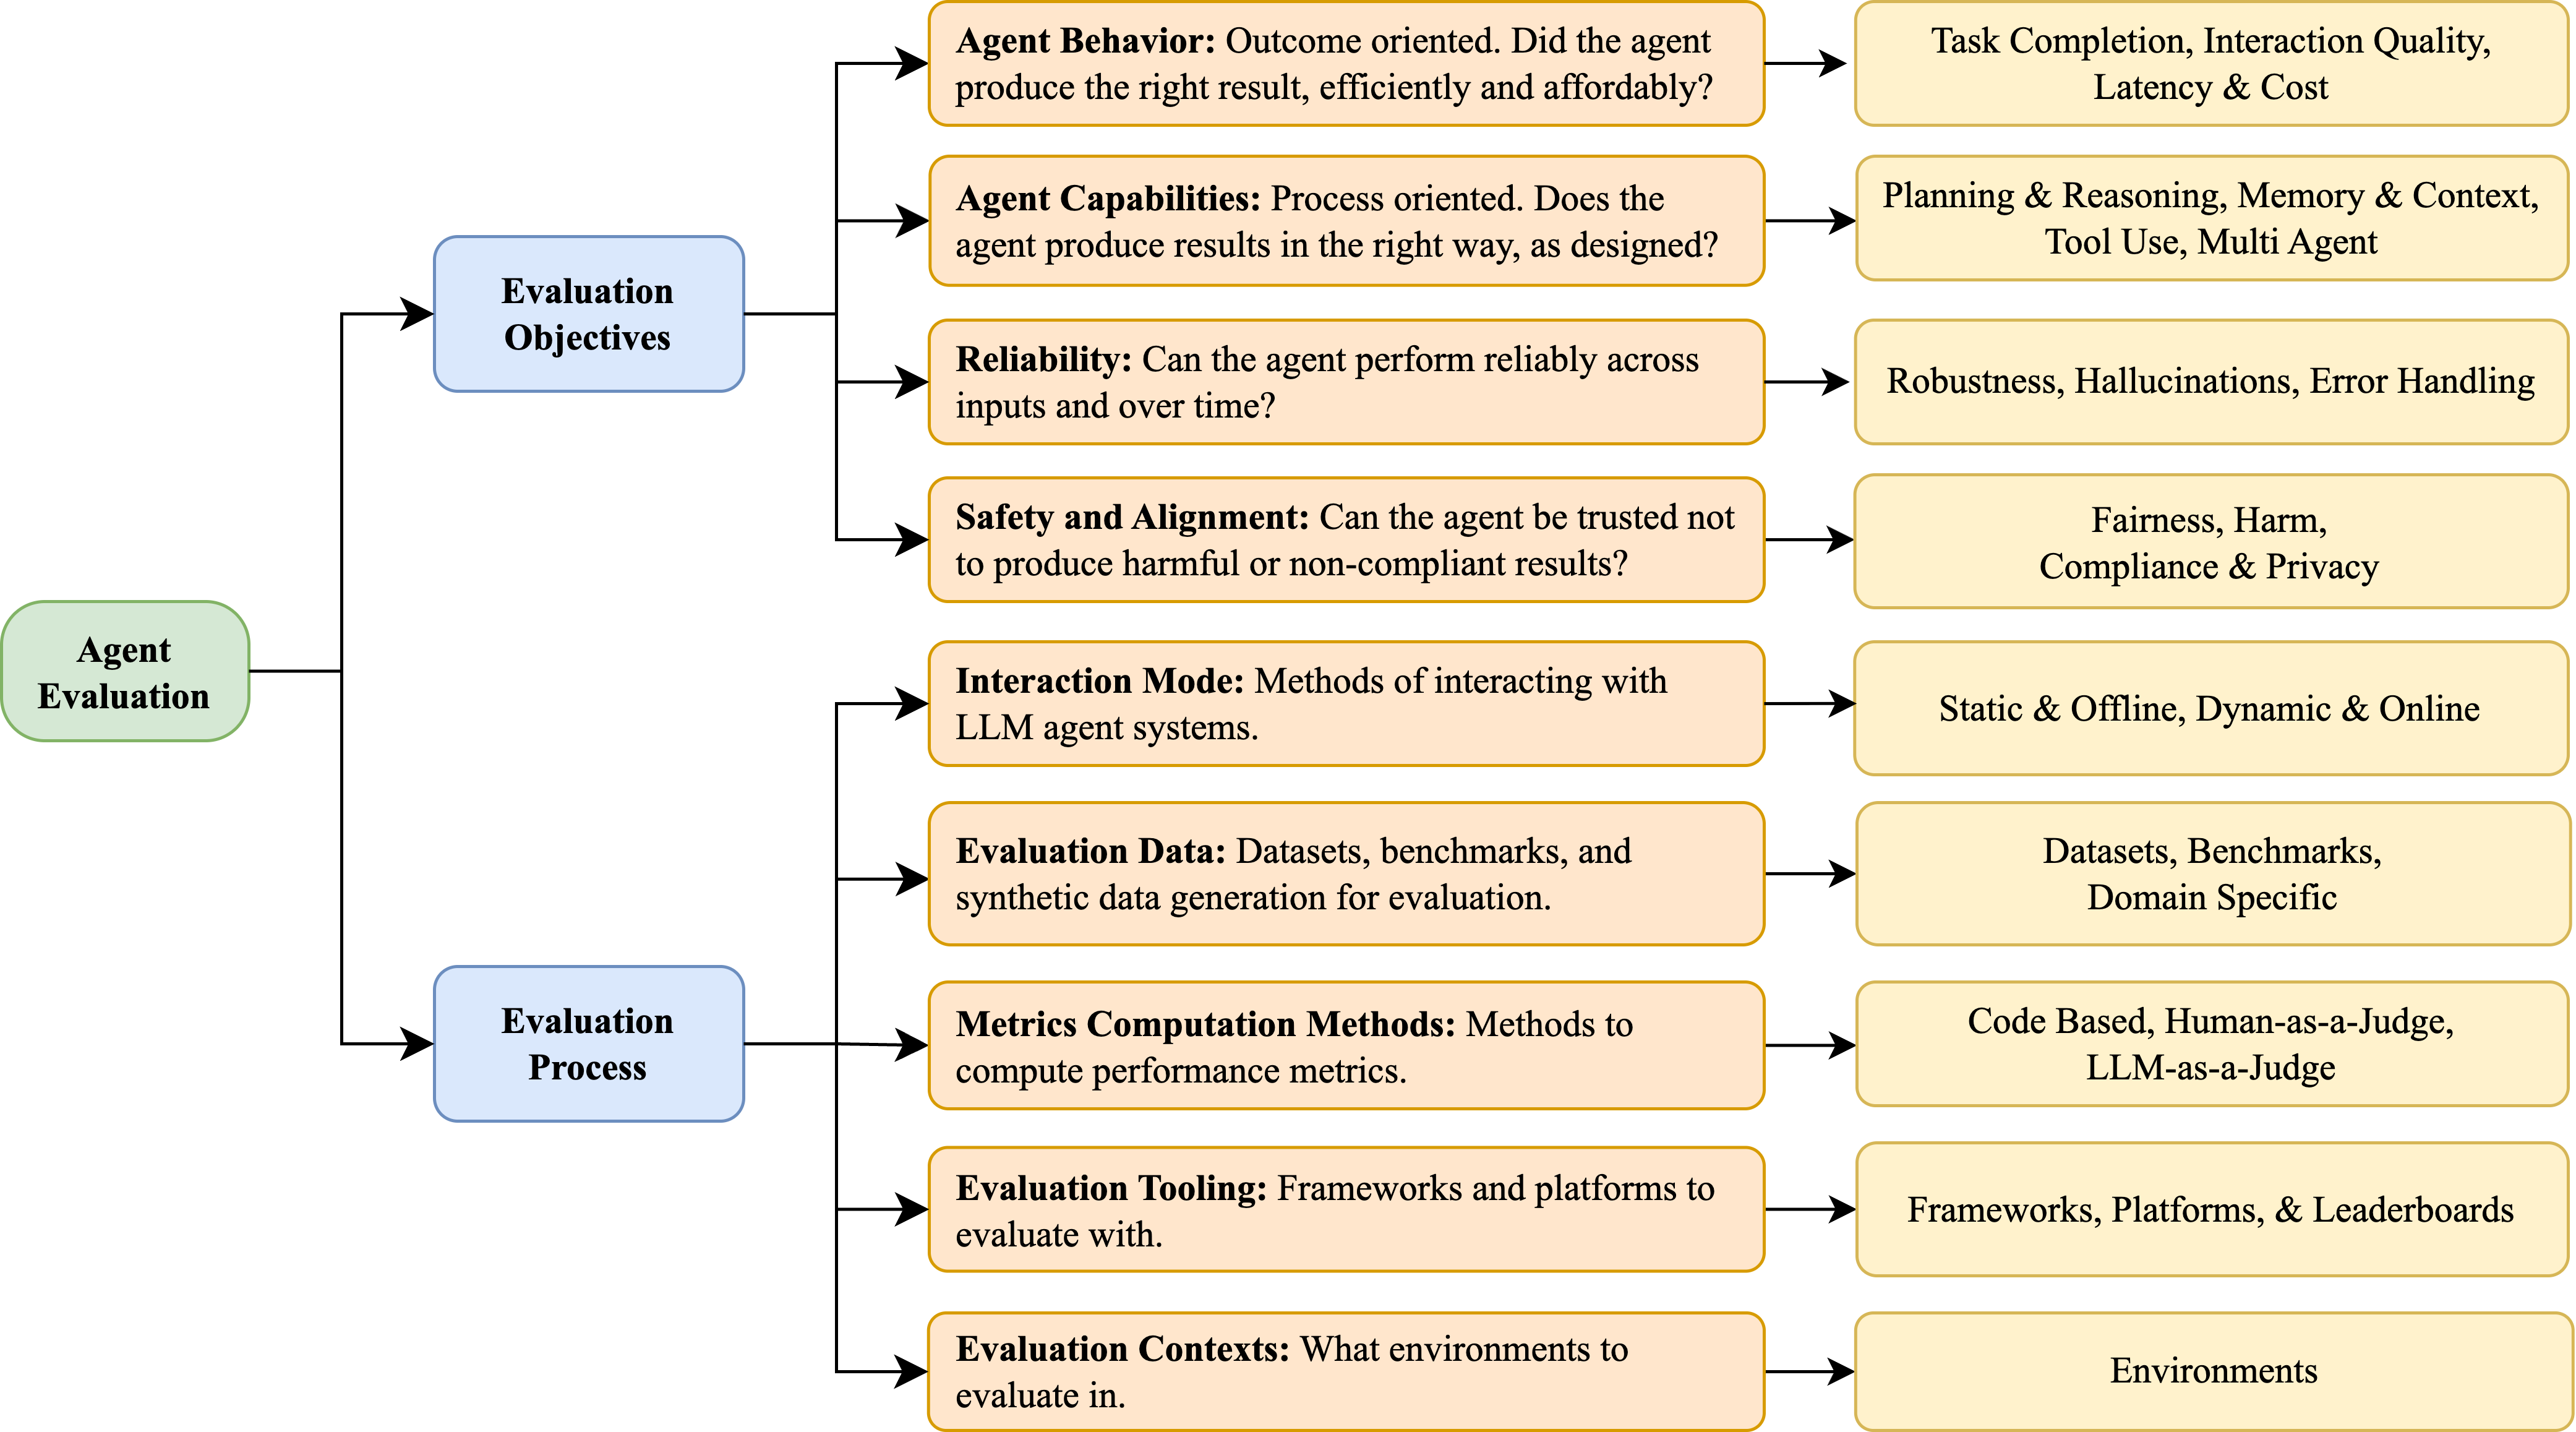 Agent
Evaluation
Evaluation
Objectives
Agent Behavior: Outcome oriented. Did the agent
produce the right result, efficiently and affordably?
Task Completion, Interaction Quality,
Latency & Cost
Agent Capabilities: Process oriented. Does the
agent produce results in the right way, as designed?
Planning & Reasoning, Memory & Context,
Tool Use, Multi Agent
Reliability: Can the agent perform reliably across
inputs and over time?
Robustness, Hallucinations, Error Handling
Safety and Alignment: Can the agent be trusted not
to produce harmful or non-compliant results?
Fairness, Harm,
Compliance & Privacy
Evaluation
Process
Interaction Mode: Methods of interacting with
LLM agent systems.
Static & Offline, Dynamic & Online
Evaluation Data: Datasets, benchmarks, and
synthetic data generation for evaluation.
Datasets, Benchmarks,
Domain Specific
Metrics Computation Methods: Methods to
compute performance metrics.
Code Based, Human-as-a-Judge,
LLM-as-a-Judge
Evaluation Tooling: Frameworks and platforms to
evaluate with.
Frameworks, Platforms, & Leaderboards
Evaluation Contexts: What environments to
evaluate in.
Environments